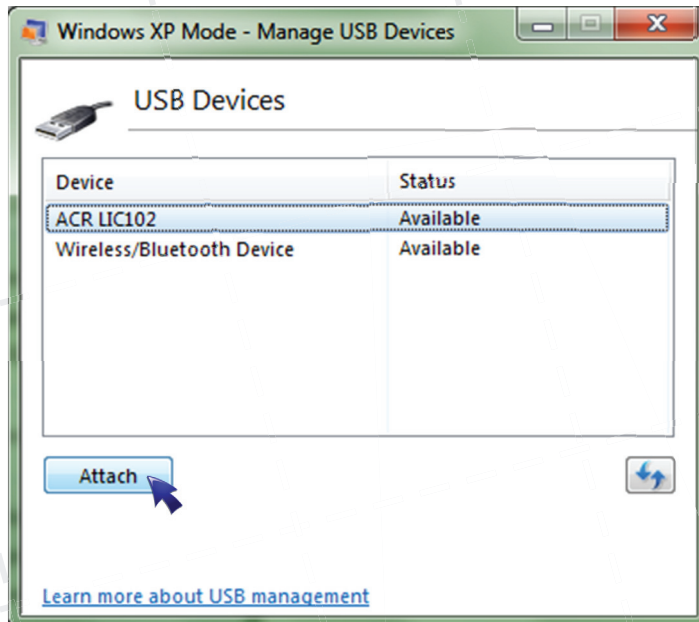 Windows XP Mode - Manage USB Devices
USB Devices
Device Status
ACR LIC102 Available
Wireless/Bluetooth Device Available
Attach
Learn more about USB management